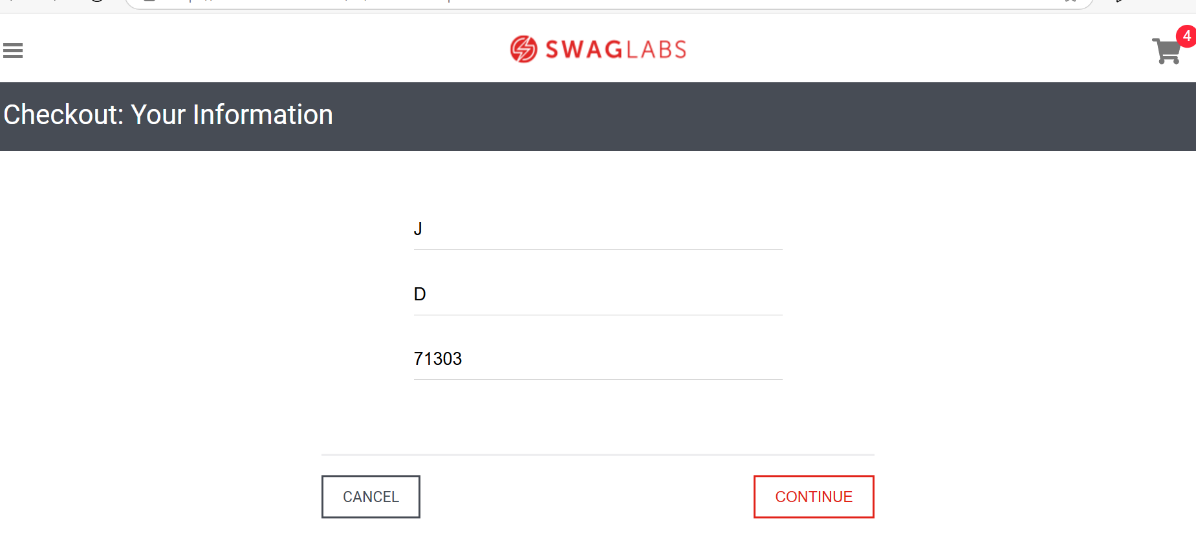 SWAGLABS
4
Checkout: Your Information
J
D
71303
CANCEL
CONTINUE